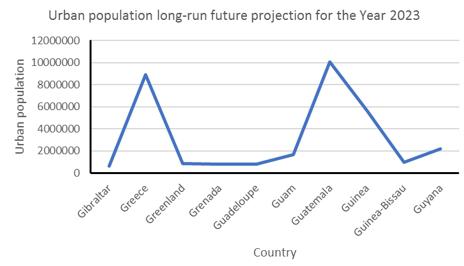 Urban population long-run future projection for the Year 2023
Urban population
12000000
10000000
8000000
6000000
4000000
2000000
0
Gibraltar
Greece
Greenland
Grenada
Guadeloupe
Guam
Guatemala
Guinea
Guinea-Bissau
Guyana
Country